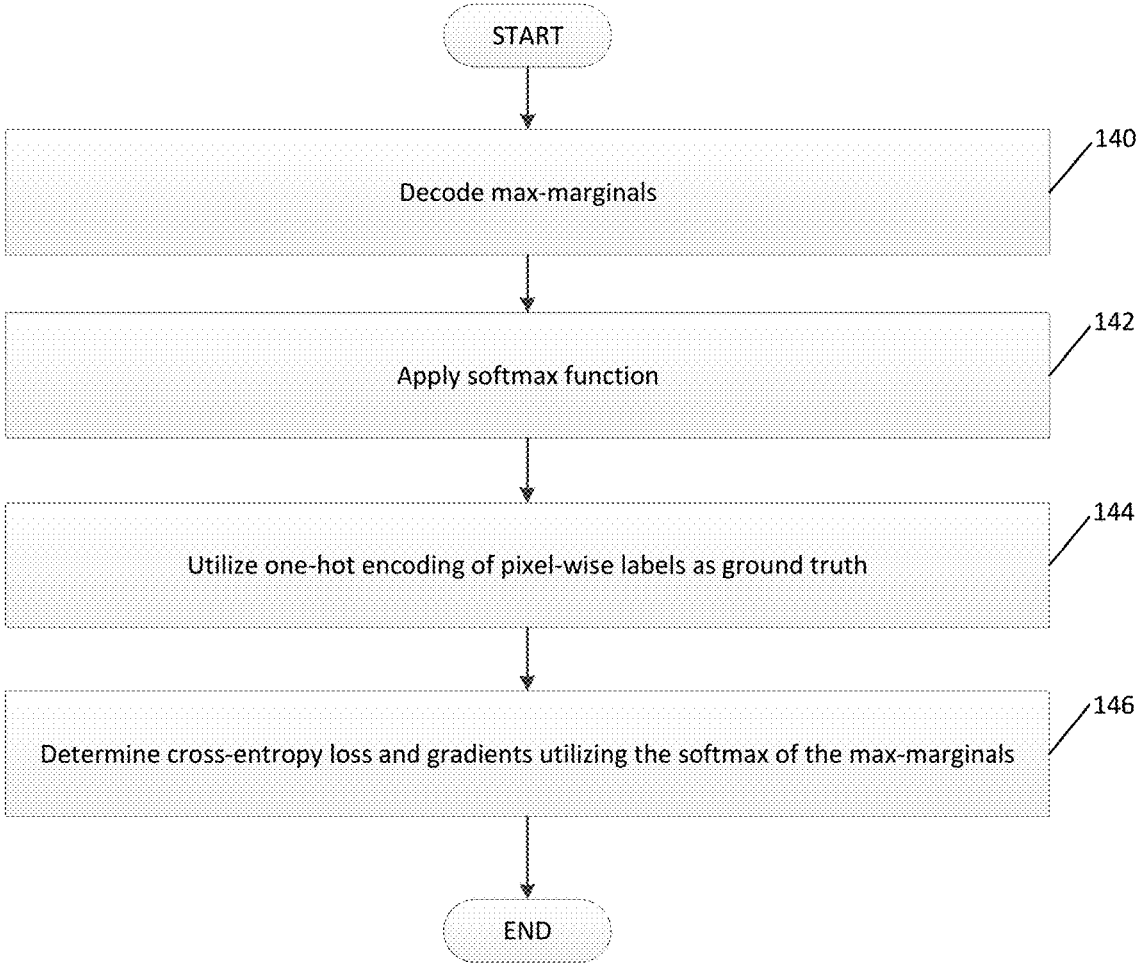 START
140
Decode max-marginals
142
Apply softmax function
144
Utilize one-hot encoding of pixel-wise labels as ground truth
146
Determine cross-entropy loss and gradients utilizing the softmax of the max-marginals
END